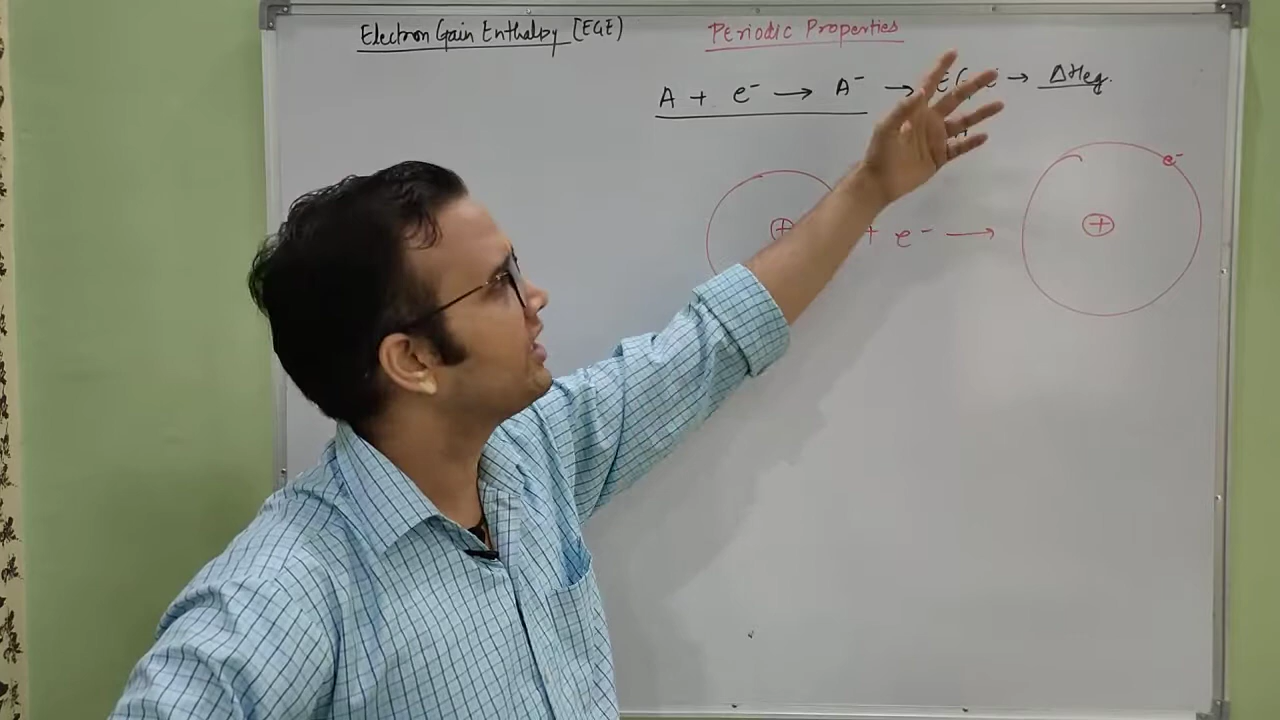 Electron Gain Enthalpy [EGE)
Periodic Properties
A + e⁻ → A⁻ → → ΔHeg.
+ + e⁻ → + e⁻